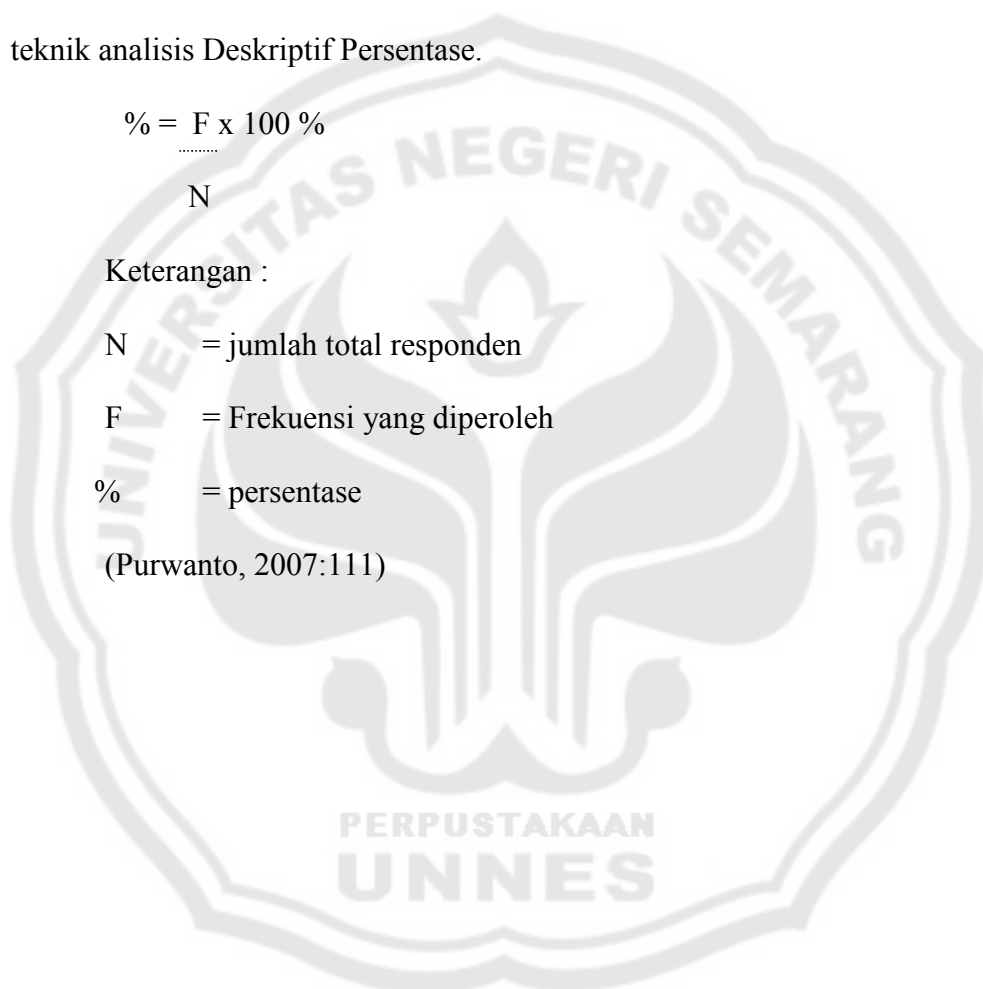 teknik analisis Deskriptif Persentase.
% = F x 100 %
N
Keterangan :
N = jumlah total responden
F = Frekuensi yang diperoleh
% = persentase
(Purwanto, 2007:111)
UNIVERSITAS NEGERI SEMARANG
PERPUSTAKAAN
UNNES